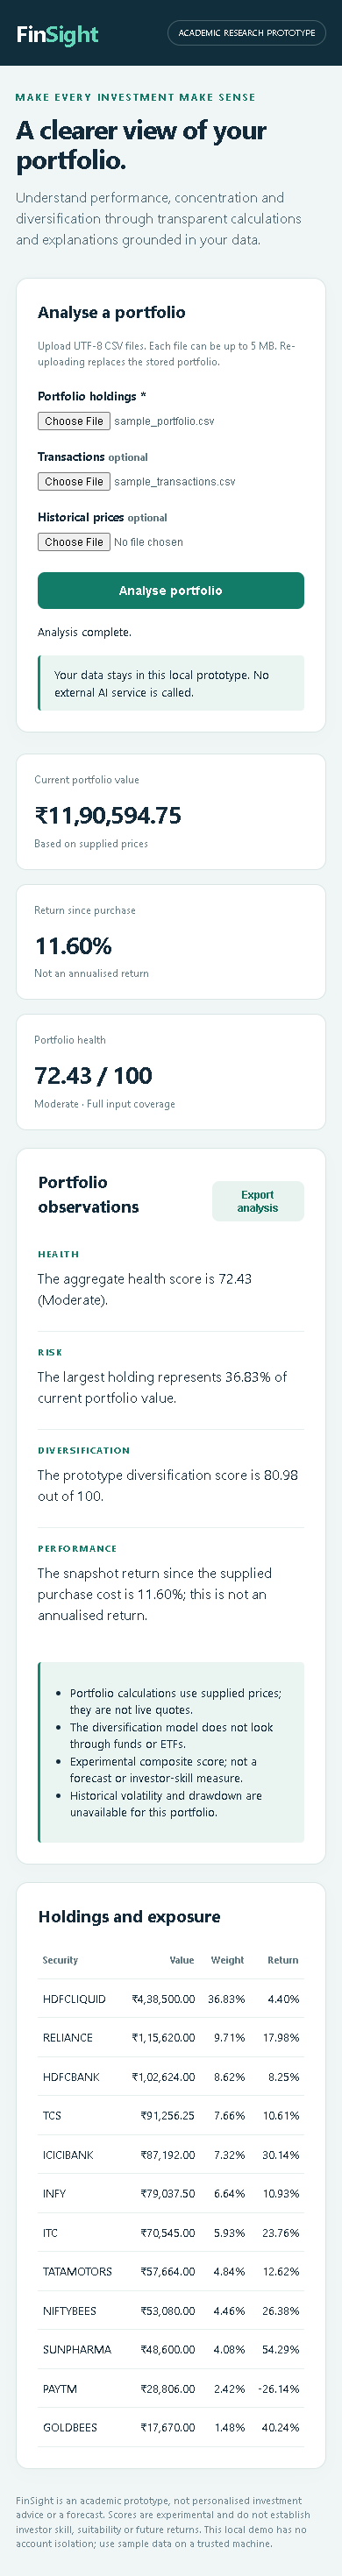 FinSight
ACADEMIC RESEARCH PROTOTYPE
MAKE EVERY INVESTMENT MAKE SENSE
A clearer view of your
portfolio.
Understand performance, concentration and
diversification through transparent calculations
and explanations grounded in your data.
Analyse a portfolio
Upload UTF-8 CSV files. Each file can be up to 5 MB. Re-
uploading replaces the stored portfolio.
Portfolio holdings *
Choose File sample_portfolio.csv
Transactions optional
Choose File sample_transactions.csv
Historical prices optional
Choose File No file chosen
Analyse portfolio
Analysis complete.
Your data stays in this local prototype. No
external AI service is called.
Current portfolio value
₹11,90,594.75
Based on supplied prices
Return since purchase
11.60%
Not an annualised return
Portfolio health
72.43 / 100
Moderate · Full input coverage
Portfolio
observations
Export
analysis
HEALTH
The aggregate health score is 72.43
(Moderate).
RISK
The largest holding represents 36.83% of
current portfolio value.
DIVERSIFICATION
The prototype diversification score is 80.98
out of 100.
PERFORMANCE
The snapshot return since the supplied
purchase cost is 11.60%; this is not an
annualised return.
• Portfolio calculations use supplied prices;
they are not live quotes.
• The diversification model does not look
through funds or ETFs.
• Experimental composite score; not a
forecast or investor-skill measure.
• Historical volatility and drawdown are
unavailable for this portfolio.
Holdings and exposure
Security Value Weight Return
HDFCLIQUID ₹4,38,500.00 36.83% 4.40%
RELIANCE ₹1,15,620.00 9.71% 17.98%
HDFCBANK ₹1,02,624.00 8.62% 8.25%
TCS ₹91,256.25 7.66% 10.61%
ICICIBANK ₹87,192.00 7.32% 30.14%
INFY ₹79,037.50 6.64% 10.93%
ITC ₹70,545.00 5.93% 23.76%
TATAMOTORS ₹57,664.00 4.84% 12.62%
NIFTYBEES ₹53,080.00 4.46% 26.38%
SUNPHARMA ₹48,600.00 4.08% 54.29%
PAYTM ₹28,806.00 2.42% -26.14%
GOLDBEES ₹17,670.00 1.48% 40.24%
FinSight is an academic prototype, not personalised investment
advice or a forecast. Scores are experimental and do not establish
investor skill, suitability or future returns. This local demo has no
account isolation; use sample data on a trusted machine.